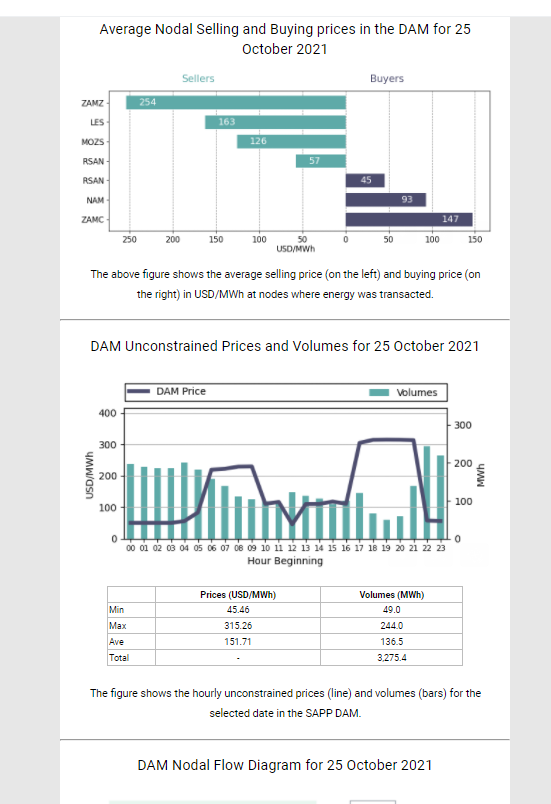 Average Nodal Selling and Buying prices in the DAM for 25
October 2021
Sellers Buyers
ZAMZ 254
LES 163
MOZS 126
RSAN 57
RSAN 45
NAM 93
ZAMC 147
250 200 150 100 50 0 50 100 150
USD/MWh
The above figure shows the average selling price (on the left) and buying price (on
the right) in USD/MWh at nodes where energy was transacted.
DAM Unconstrained Prices and Volumes for 25 October 2021
DAM Price Volumes
400
300 300
200 200
100 100
0 0
USD/MWh
MWh
00 01 02 03 04 05 06 07 08 09 10 11 12 13 14 15 16 17 18 19 20 21 22 23
Hour Beginning
Prices (USD/MWh) Volumes (MWh)
Min 45.46 49.0
Max 315.26 244.0
Ave 151.71 136.5
Total - 3,275.4
The figure shows the hourly unconstrained prices (line) and volumes (bars) for the
selected date in the SAPP DAM.
DAM Nodal Flow Diagram for 25 October 2021